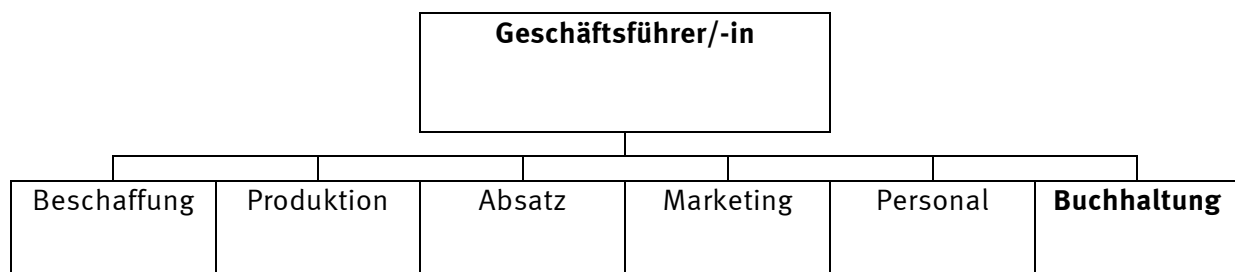 Geschäftsführer/-in
Beschaffung
Produktion
Absatz
Marketing
Personal
Buchhaltung